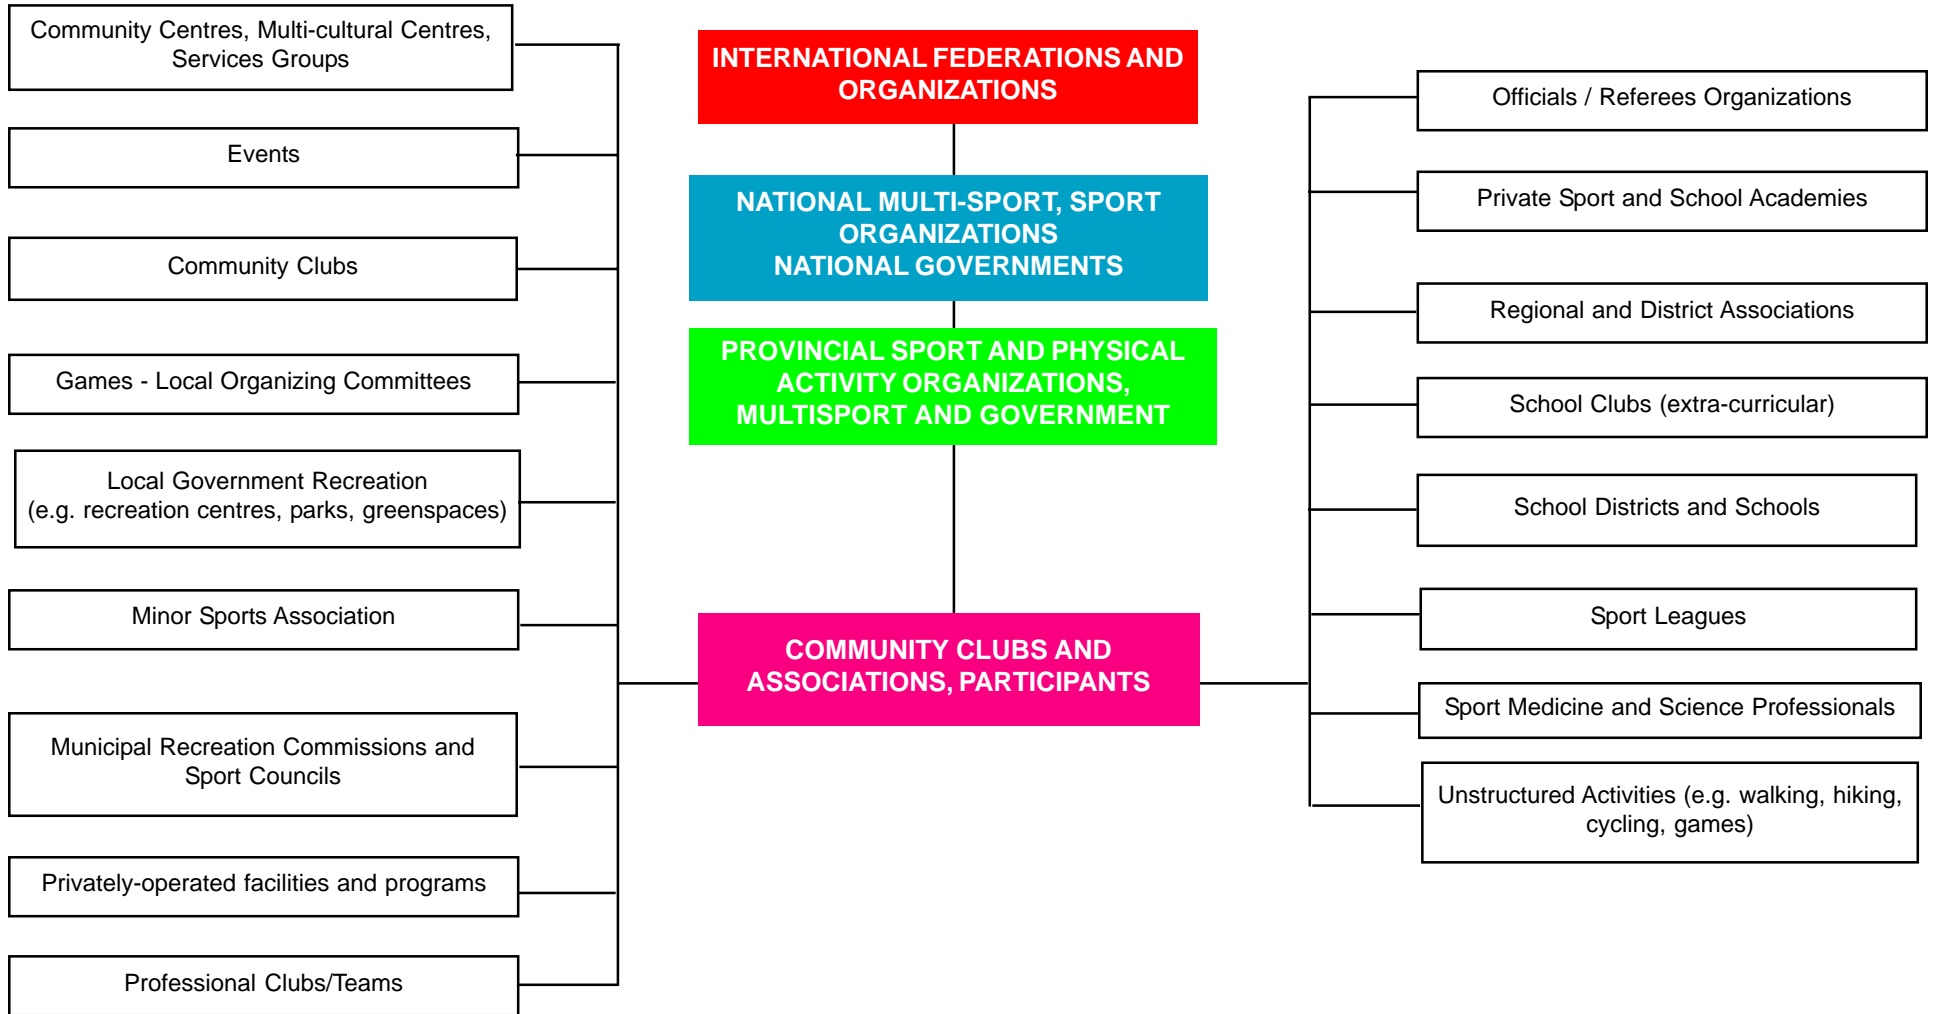 Community Centres, Multi-cultural Centres,
Services Groups
Events
Community Clubs
Games - Local Organizing Committees
Local Government Recreation
(e.g. recreation centres, parks, greenspaces)
Minor Sports Association
Municipal Recreation Commissions and
Sport Councils
Privately-operated facilities and programs
Professional Clubs/Teams
INTERNATIONAL FEDERATIONS AND
ORGANIZATIONS
NATIONAL MULTI-SPORT, SPORT
ORGANIZATIONS
NATIONAL GOVERNMENTS
PROVINCIAL SPORT AND PHYSICAL
ACTIVITY ORGANIZATIONS,
MULTISPORT AND GOVERNMENT
COMMUNITY CLUBS AND
ASSOCIATIONS, PARTICIPANTS
Officials / Referees Organizations
Private Sport and School Academies
Regional and District Associations
School Clubs (extra-curricular)
School Districts and Schools
Sport Leagues
Sport Medicine and Science Professionals
Unstructured Activities (e.g. walking, hiking,
cycling, games)